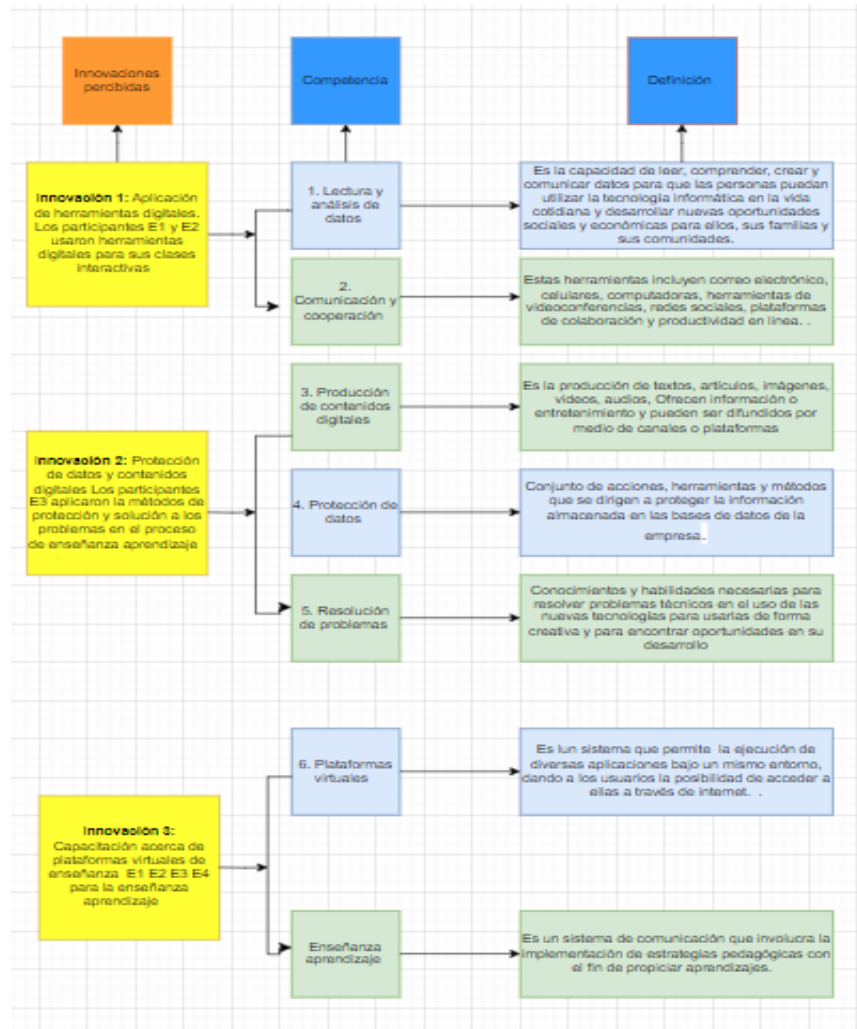 Innovaciones
percibidas
Competencia
Definición
Innovación 1: Aplicación
de herramientas digitales.
Los participantes E1 y E2
usaron herramientas
digitales para sus clases
interactivas
1. Lectura y
análisis de
datos
Es la capacidad de leer, comprender, crear y
comunicar datos para que las personas puedan
utilizar la tecnología informática en la vida
cotidiana y desarrollar nuevas oportunidades
sociales y económicas para ellos, sus familias y
sus comunidades.
2.
Comunicación y
cooperación
Estas herramientas incluyen correo electrónico,
celulares, computadoras, herramientas de
videoconferencias, redes sociales, plataformas
de colaboración y productividad en línea. .
Innovación 2: Protección
de datos y contenidos
digitales Los participantes
E3 aplicaron la métodos de
protección y solución a los
problemas en el proceso
de enseñanza aprendizaje
3. Producción
de contenidos
digitales
Es la producción de textos, artículos, imágenes,
videos, audios, Ofrecen información o
entretenimiento y pueden ser difundidos por
medio de canales o plataformas
4. Protección de
datos
Conjunto de acciones, herramientas y métodos
que se dirigen a proteger la información
almacenada en las bases de datos de la
empresa.
5. Resolución
de problemas
Conocimientos y habilidades necesarias para
resolver problemas técnicos en el uso de las
nuevas tecnologías para usarlas de forma
creativa y para encontrar oportunidades en su
desarrollo
Innovación 3:
Capacitación acerca de
plataformas virtuales de
enseñanza E1 E2 E3 E4
para la enseñanza
aprendizaje
6. Plataformas
virtuales
Es lun sistema que permite la ejecución de
diversas aplicaciones bajo un mismo entorno,
dando a los usuarios la posibilidad de acceder a
ellas a través de internet. .
Enseñanza
aprendizaje
Es un sistema de comunicación que involucra la
implementación de estrategias pedagógicas con
el fin de propiciar aprendizajes.